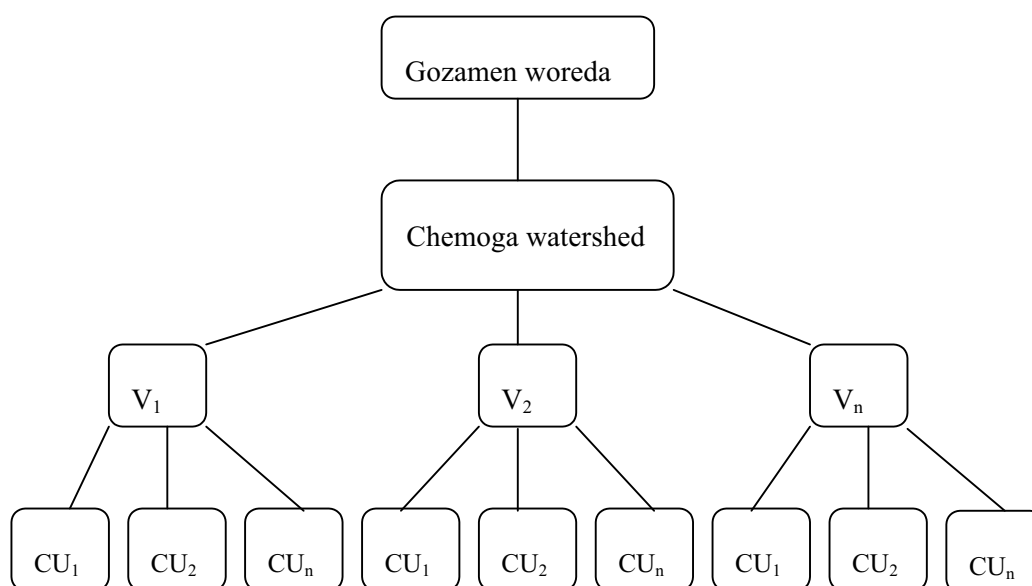 Gozamen woreda
Chemoga watershed
V₁ V₂ Vₙ
CU₁ CU₂ CUₙ CU₁ CU₂ CUₙ CU₁ CU₂ CUₙ